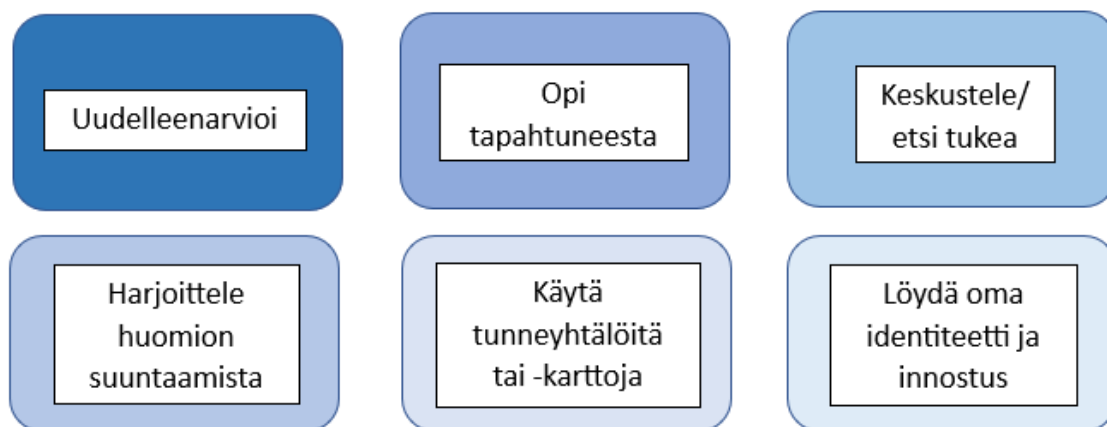 Uudelleenarvioi
Opi
tapahtuneesta
Keskustele/
etsi tukea
Harjoittele
huomion
suuntaamista
Käytä
tunneyhtälöitä
tai -karttoja
Löydä oma
identiteetti ja
innostus